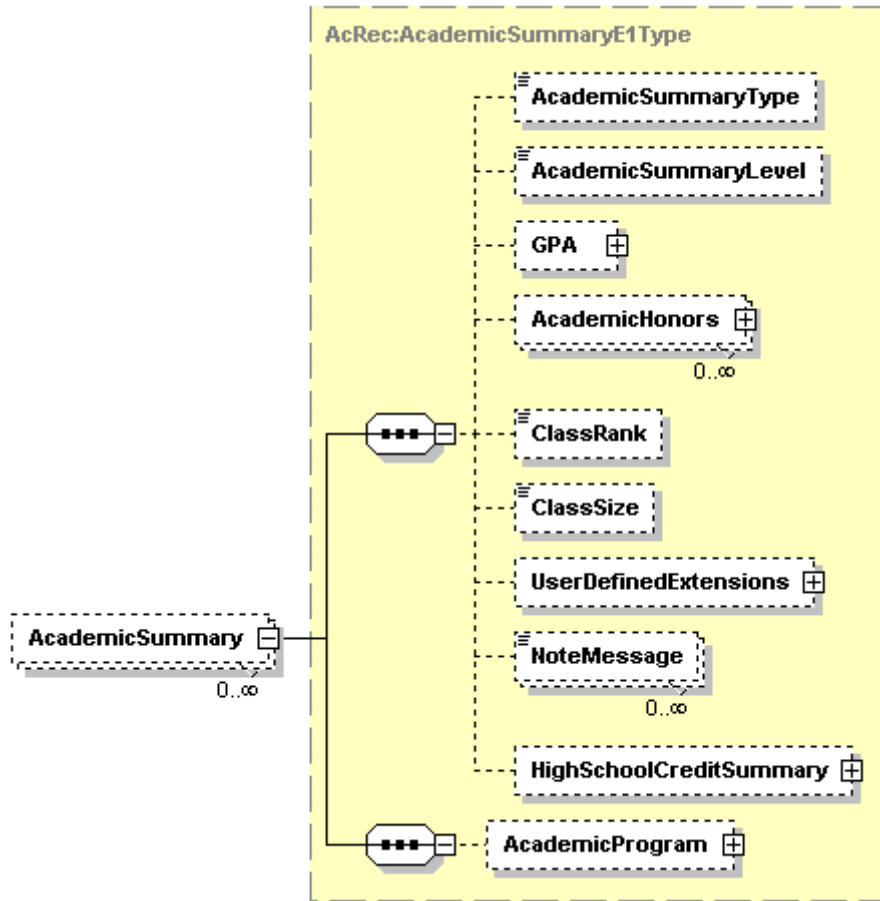 AcRec:AcademicSummaryE1Type
AcademicSummaryType
AcademicSummaryLevel
GPA
AcademicHonors
0..∞
ClassRank
ClassSize
UserDefinedExtensions
AcademicSummary
0..∞
NoteMessage
0..∞
HighSchoolCreditSummary
AcademicProgram